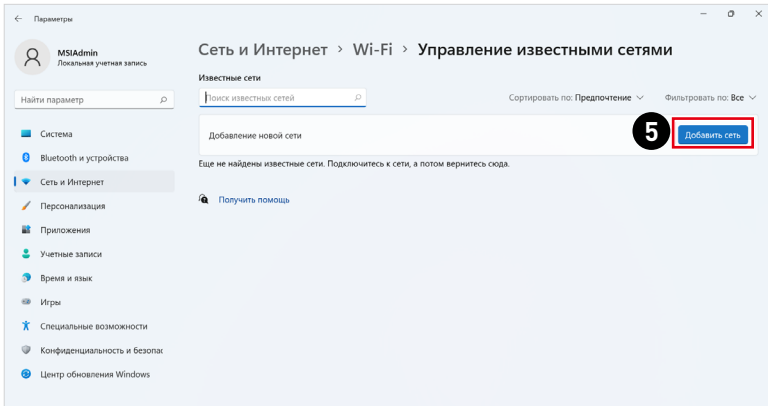 Параметры
MSIAdmin
Локальная учетная запись
Найти параметр
Система
Bluetooth и устройства
Сеть и Интернет
Персонализация
Приложения
Учетные записи
Время и язык
Игры
Специальные возможности
Конфиденциальность и безопас
Центр обновления Windows
Сеть и Интернет > Wi-Fi > Управление известными сетями
Известные сети
Поиск известных сетей
Сортировать по: Предпочтение
Фильтровать по: Все
Добавление новой сети
5
Добавить сеть
Еще не найдены известные сети. Подключитесь к сети, а потом вернитесь сюда.
Получить помощь